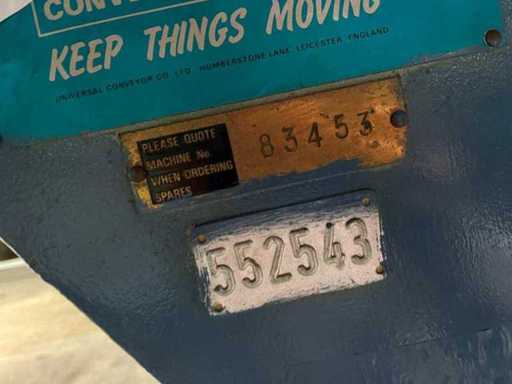 CONVEYOR
KEEP THINGS MOVING
UNIVERSAL CONVEYOR CO. LTD. HUMBERSTONE LANE, LEICESTER, ENGLAND
PLEASE QUOTE
MACHINE No.
WHEN ORDERING
SPARES
83453
552543